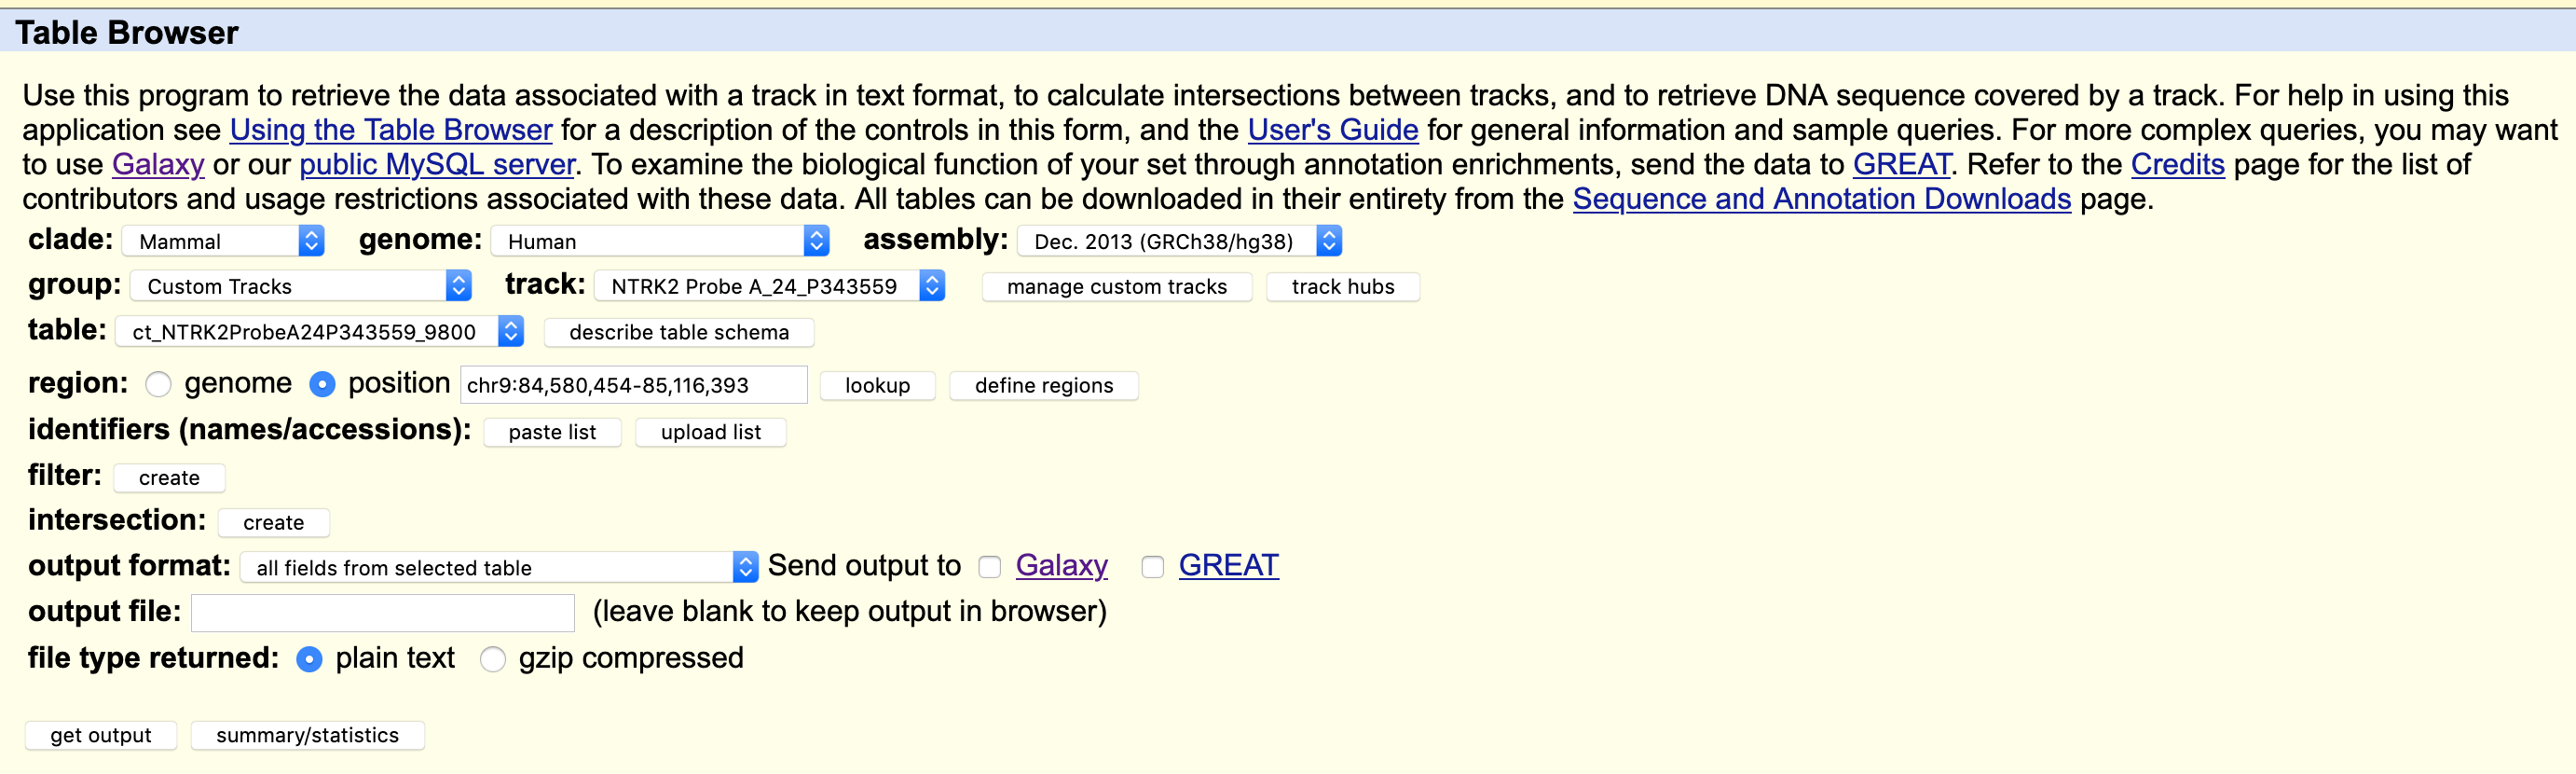 Table Browser
Use this program to retrieve the data associated with a track in text format, to calculate intersections between tracks, and to retrieve DNA sequence covered by a track. For help in using this
application see Using the Table Browser for a description of the controls in this form, and the User's Guide for general information and sample queries. For more complex queries, you may want
to use Galaxy or our public MySQL server. To examine the biological function of your set through annotation enrichments, send the data to GREAT. Refer to the Credits page for the list of
contributors and usage restrictions associated with these data. All tables can be downloaded in their entirety from the Sequence and Annotation Downloads page.
clade: Mammal genome: Human assembly: Dec. 2013 (GRCh38/hg38)
group: Custom Tracks track: NTRK2 Probe A_24_P343559 manage custom tracks track hubs
table: ct_NTRK2ProbeA24P343559_9800 describe table schema
region: genome position chr9:84,580,454-85,116,393 lookup define regions
identifiers (names/accessions): paste list upload list
filter: create
intersection: create
output format: all fields from selected table Send output to Galaxy GREAT
output file: (leave blank to keep output in browser)
file type returned: plain text gzip compressed
get output summary/statistics